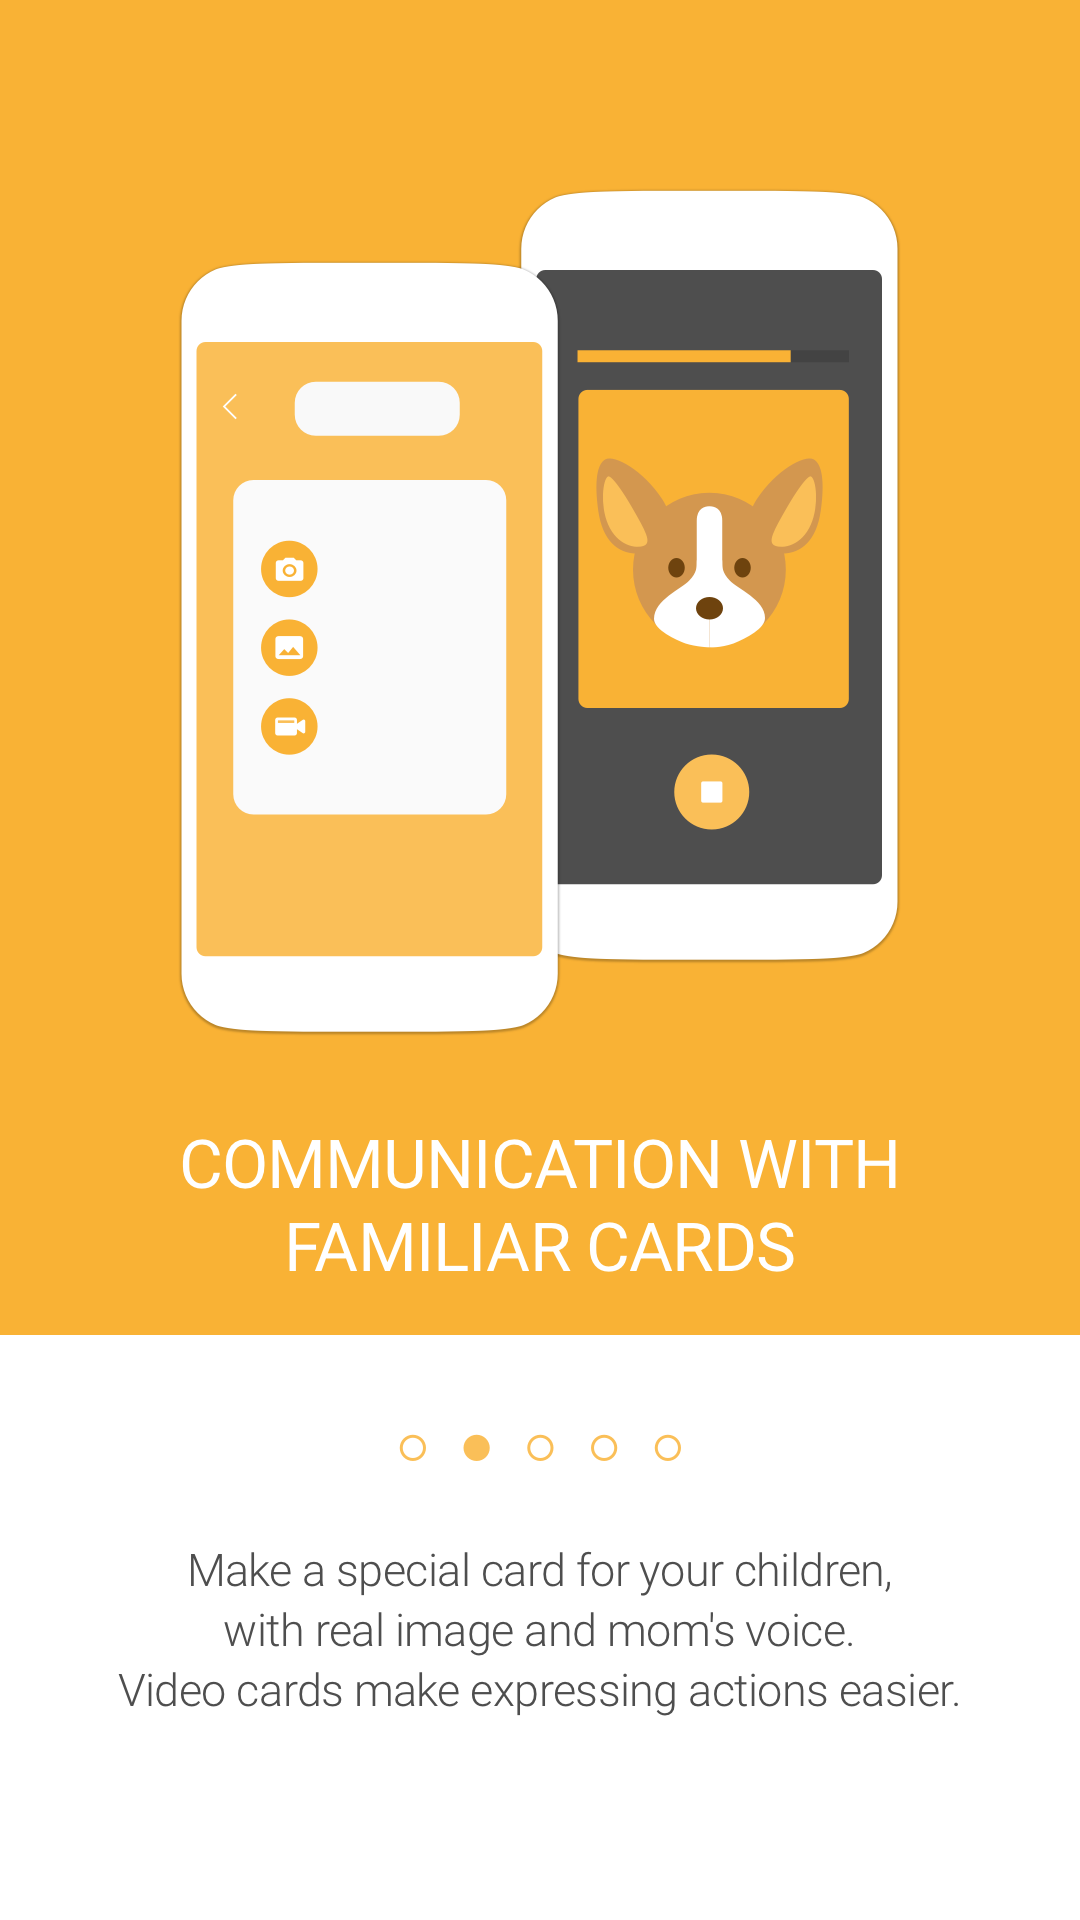 COMMUNICATION WITH
FAMILIAR CARDS
Make a special card for your children,
with real image and mom's voice.
Video cards make expressing actions easier.